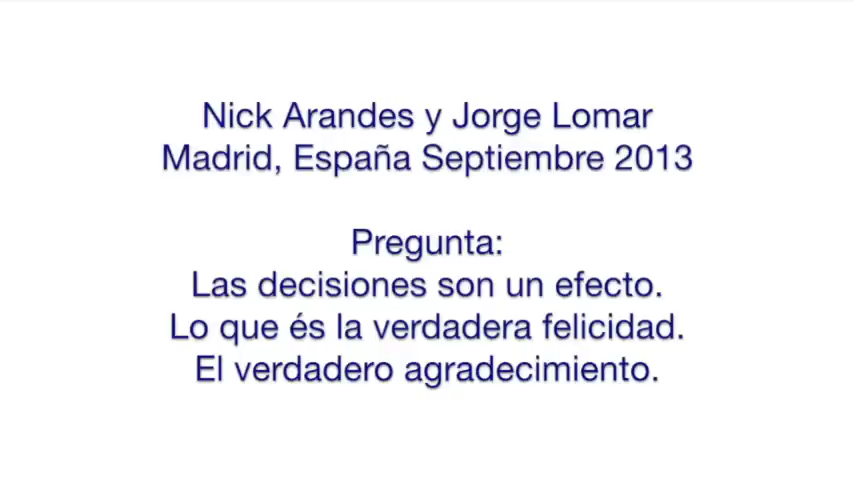 Nick Arandes y Jorge Lomar
Madrid, España Septiembre 2013
Pregunta:
Las decisiones son un efecto.
Lo que és la verdadera felicidad.
El verdadero agradecimiento.